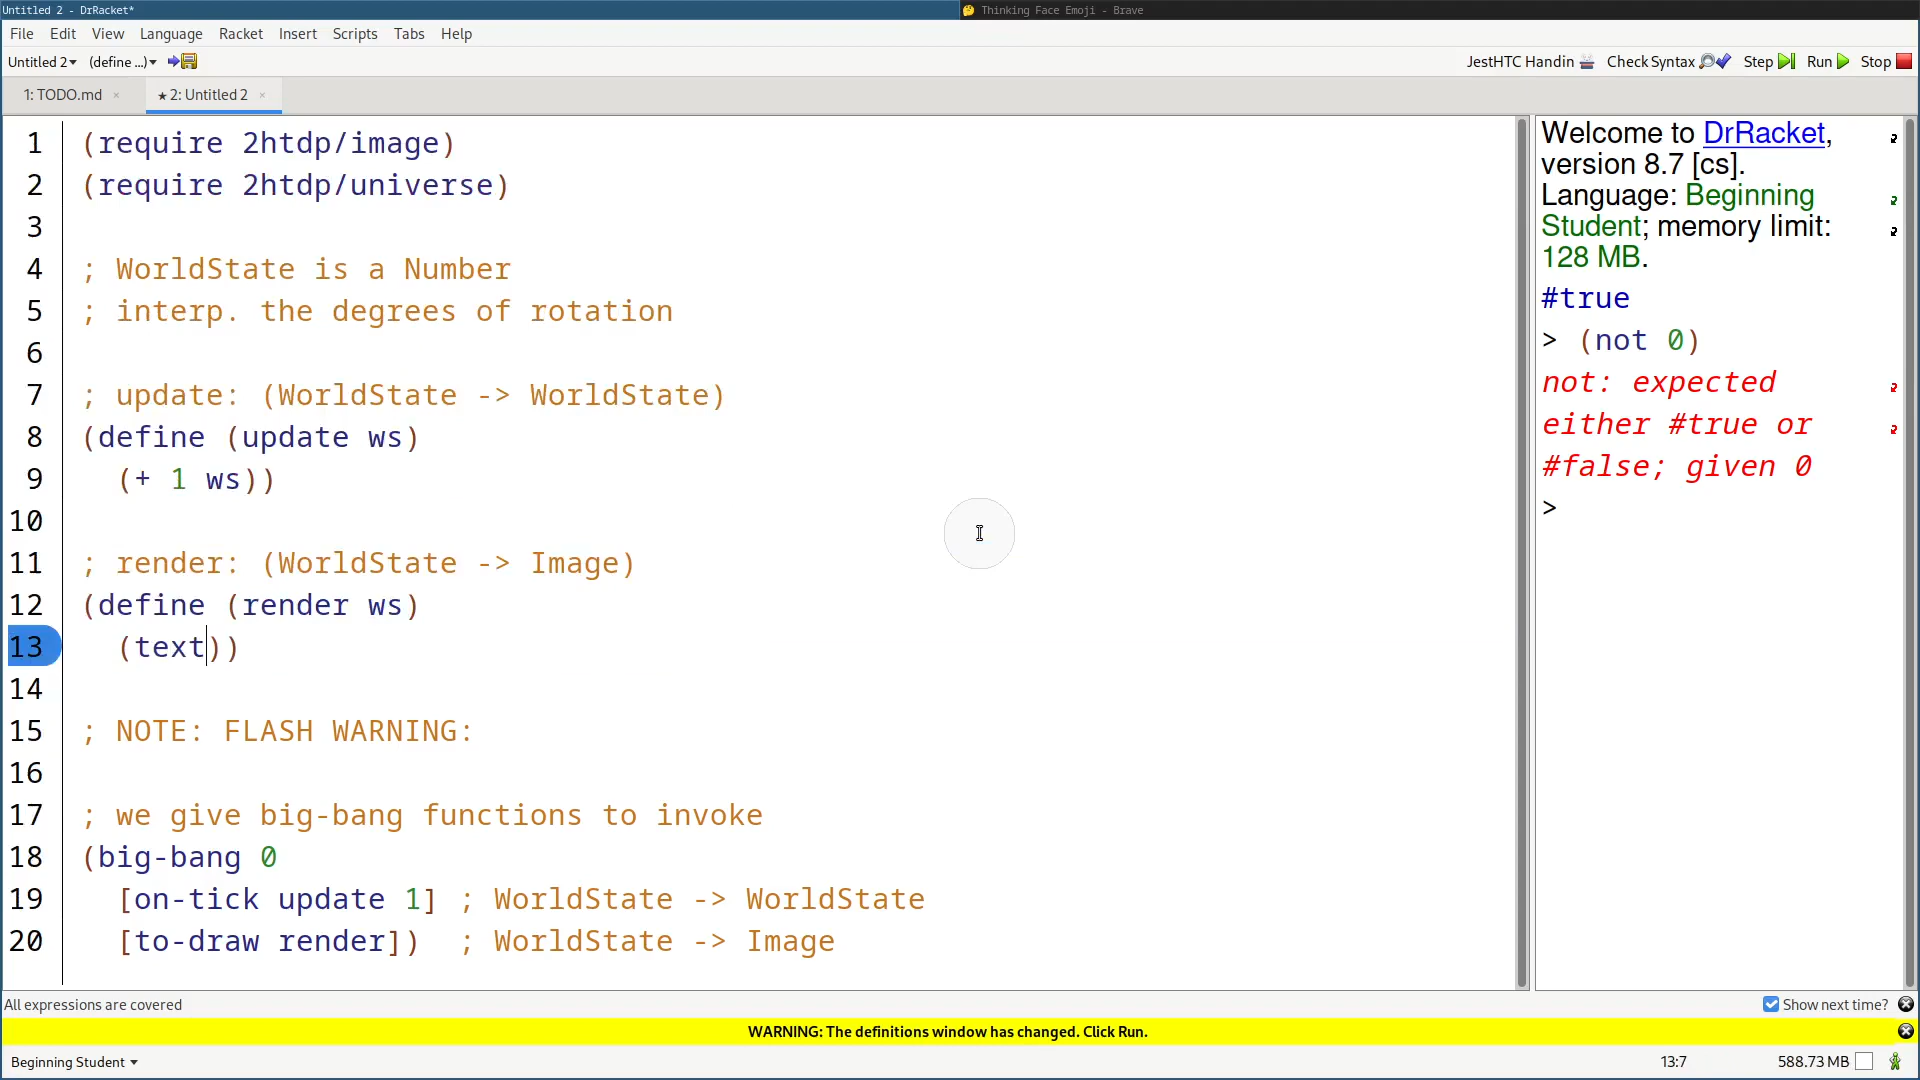 Untitled 2 - DrRacket*
Thinking Face Emoji - Brave
File Edit View Language Racket Insert Scripts Tabs Help
Untitled 2 (define ...)
JestHTC Handin Check Syntax Step Run Stop
1: TODO.md 2: Untitled 2
1 (require 2htdp/image)
2 (require 2htdp/universe)
3
4 ; WorldState is a Number
5 ; interp. the degrees of rotation
6
7 ; update: (WorldState -> WorldState)
8 (define (update ws)
9 (+ 1 ws))
10
11 ; render: (WorldState -> Image)
12 (define (render ws)
13 (text))
14
15 ; NOTE: FLASH WARNING:
16
17 ; we give big-bang functions to invoke
18 (big-bang 0
19 [on-tick update 1] ; WorldState -> WorldState
20 [to-draw render]) ; WorldState -> Image
Welcome to DrRacket,
version 8.7 [cs].
Language: Beginning
Student; memory limit:
128 MB.
#true
> (not 0)
not: expected
either #true or
#false; given 0
>
All expressions are covered
Show next time?
WARNING: The definitions window has changed. Click Run.
Beginning Student
13:7
588.73 MB